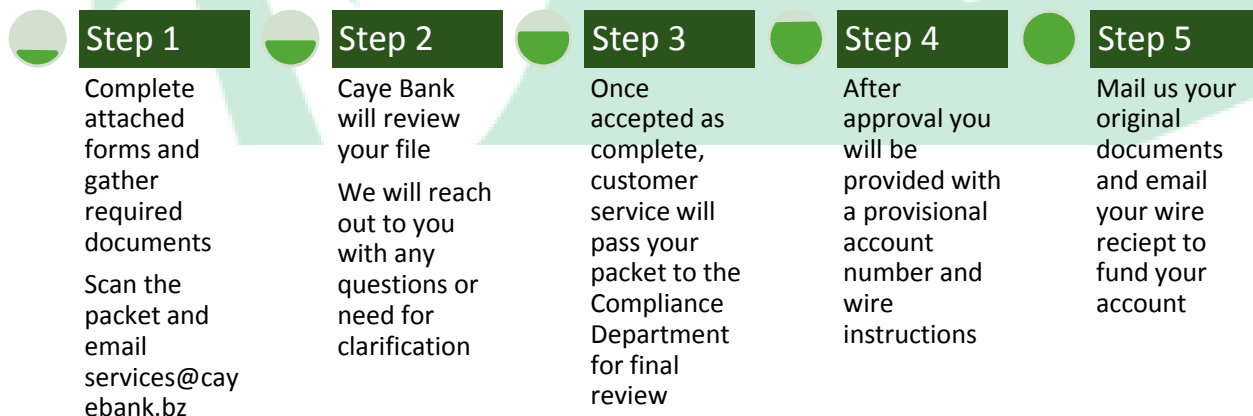 Step 1
Complete
attached
forms and
gather
required
documents
Scan the
packet and
email
services@cay
ebank.bz
Step 2
Caye Bank
will review
your file
We will reach
out to you
with any
questions or
need for
clarification
Step 3
Once
accepted as
complete,
customer
service will
pass your
packet to the
Compliance
Department
for final
review
Step 4
After
approval you
will be
provided with
a provisional
account
number and
wire
instructions
Step 5
Mail us your
original
documents
and email
your wire
reciept to
fund your
account